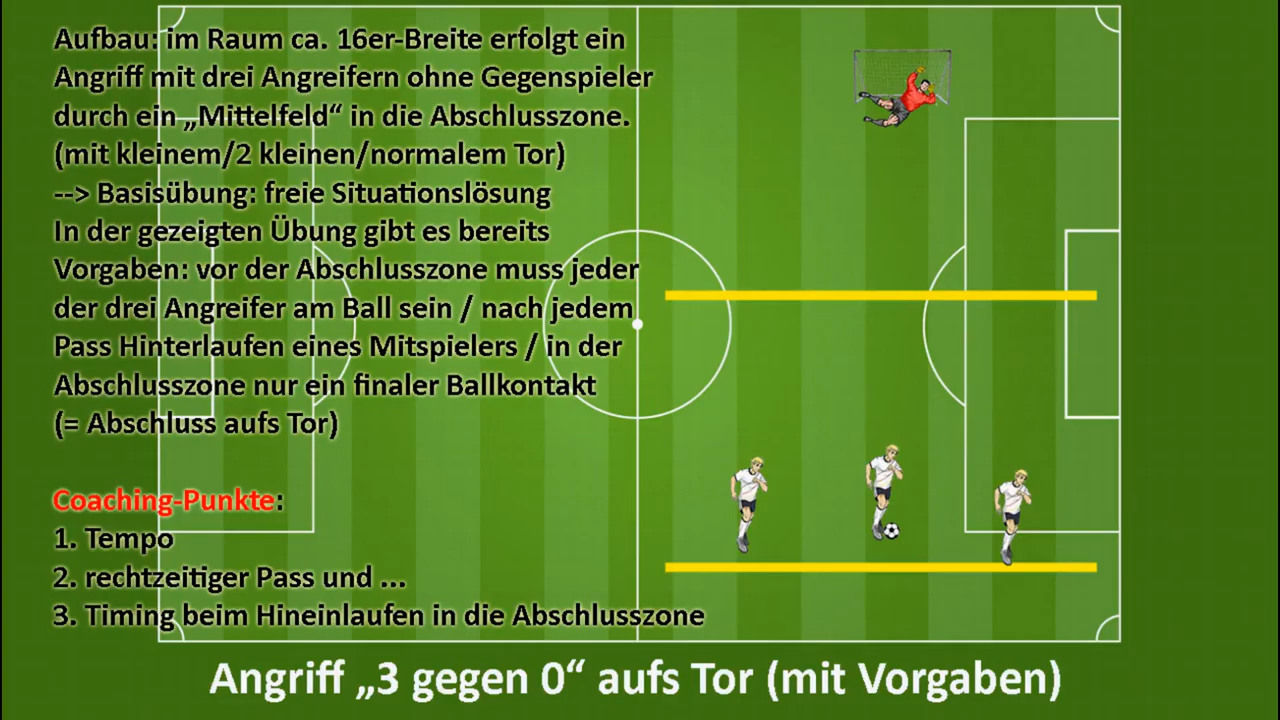 Aufbau: im Raum ca. 16er-Breite erfolgt ein
Angriff mit drei Angreifern ohne Gegenspieler
durch ein „Mittelfeld“ in die Abschlusszone.
(mit kleinem/2 kleinen/normalem Tor)
--> Basisübung: freie Situationslösung
In der gezeigten Übung gibt es bereits
Vorgaben: vor der Abschlusszone muss jeder
der drei Angreifer am Ball sein / nach jedem
Pass Hinterlaufen eines Mitspielers / in der
Abschlusszone nur ein finaler Ballkontakt
(= Abschluss aufs Tor)
Coaching-Punkte:
1. Tempo
2. rechtzeitiger Pass und ...
3. Timing beim Hineinlaufen in die Abschlusszone
Angriff „3 gegen 0“ aufs Tor (mit Vorgaben)